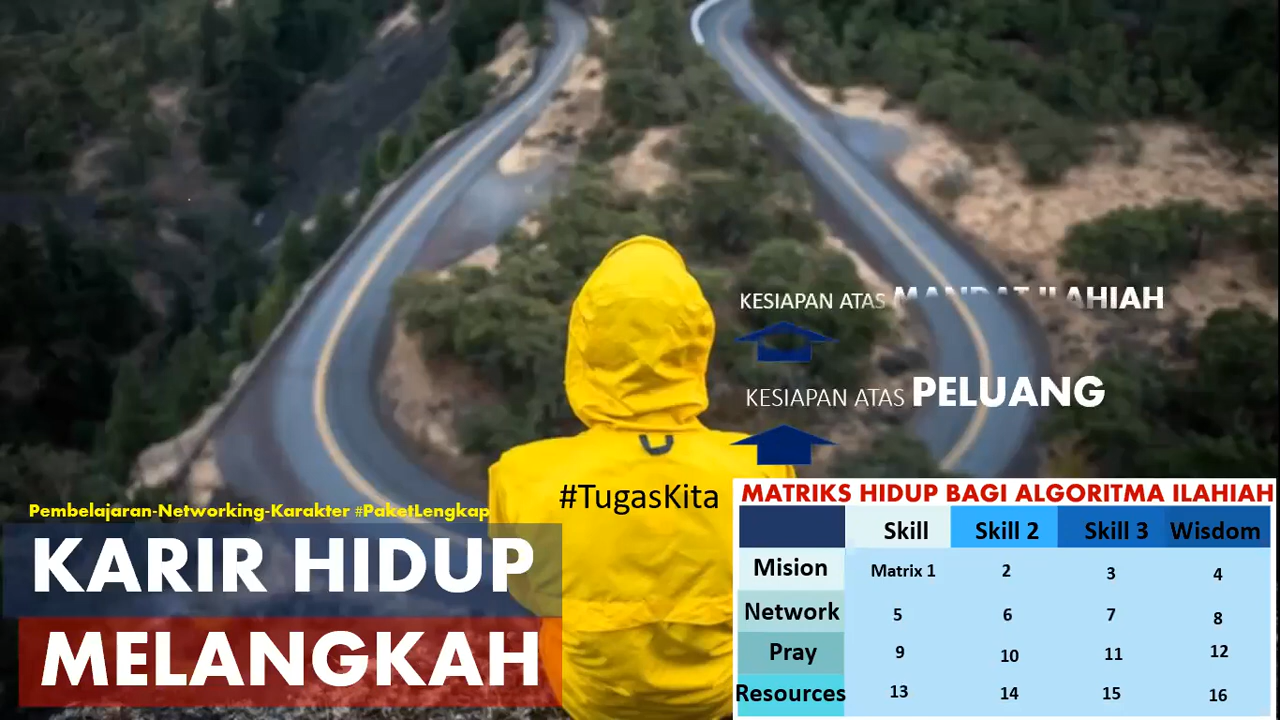 KESIAPAN ATAS MANDAT ILAHIAH
KESIAPAN ATAS PELUANG
#TugasKita
Pembelajaran-Networking-Karakter #PaketLengkap
KARIR HIDUP
MELANGKAH
MATRIKS HIDUP BAGI ALGORITMA ILAHIAH
Skill Skill 2 Skill 3 Wisdom
Mision Matrix 1 2 3 4
Network 5 6 7 8
Pray 9 10 11 12
Resources 13 14 15 16